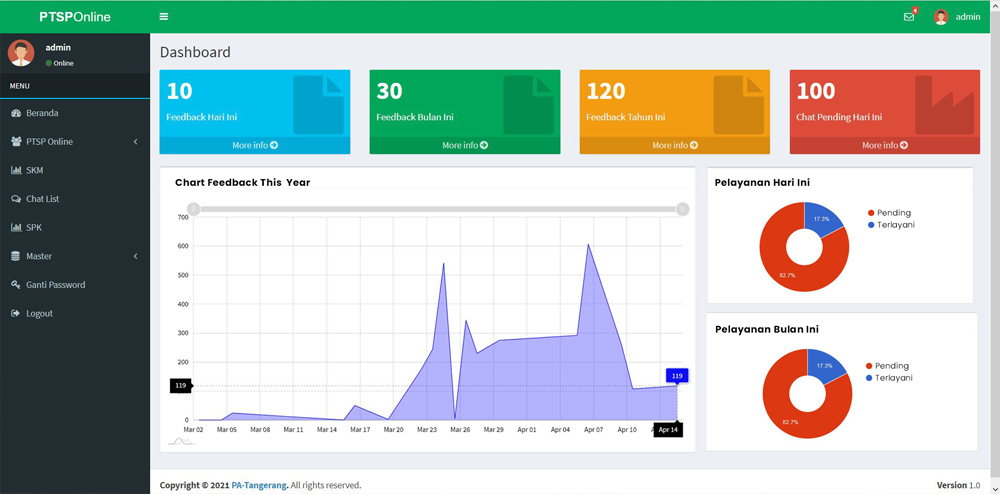 PTSPOnline
4
admin
admin
Online
MENU
Beranda
PTSP Online
SKM
Chat List
SPK
Master
Ganti Password
Logout
Dashboard
10
Feedback Hari Ini
More info
30
Feedback Bulan Ini
More info
120
Feedback Tahun Ini
More info
100
Chat Pending Hari Ini
More info
Chart Feedback This Year
700
600
500
400
300
200
119
0
119
Mar 02 Mar 05 Mar 08 Mar 11 Mar 14 Mar 17 Mar 20 Mar 23 Mar 26 Mar 29 Apr 01 Apr 04 Apr 07 Apr 10 Apr 14
Pelayanan Hari Ini
17.3%
82.7%
Pending
Terlayani
Pelayanan Bulan Ini
17.3%
82.7%
Pending
Terlayani
Copyright © 2021 PA-Tangerang. All rights reserved.
Version 1.0